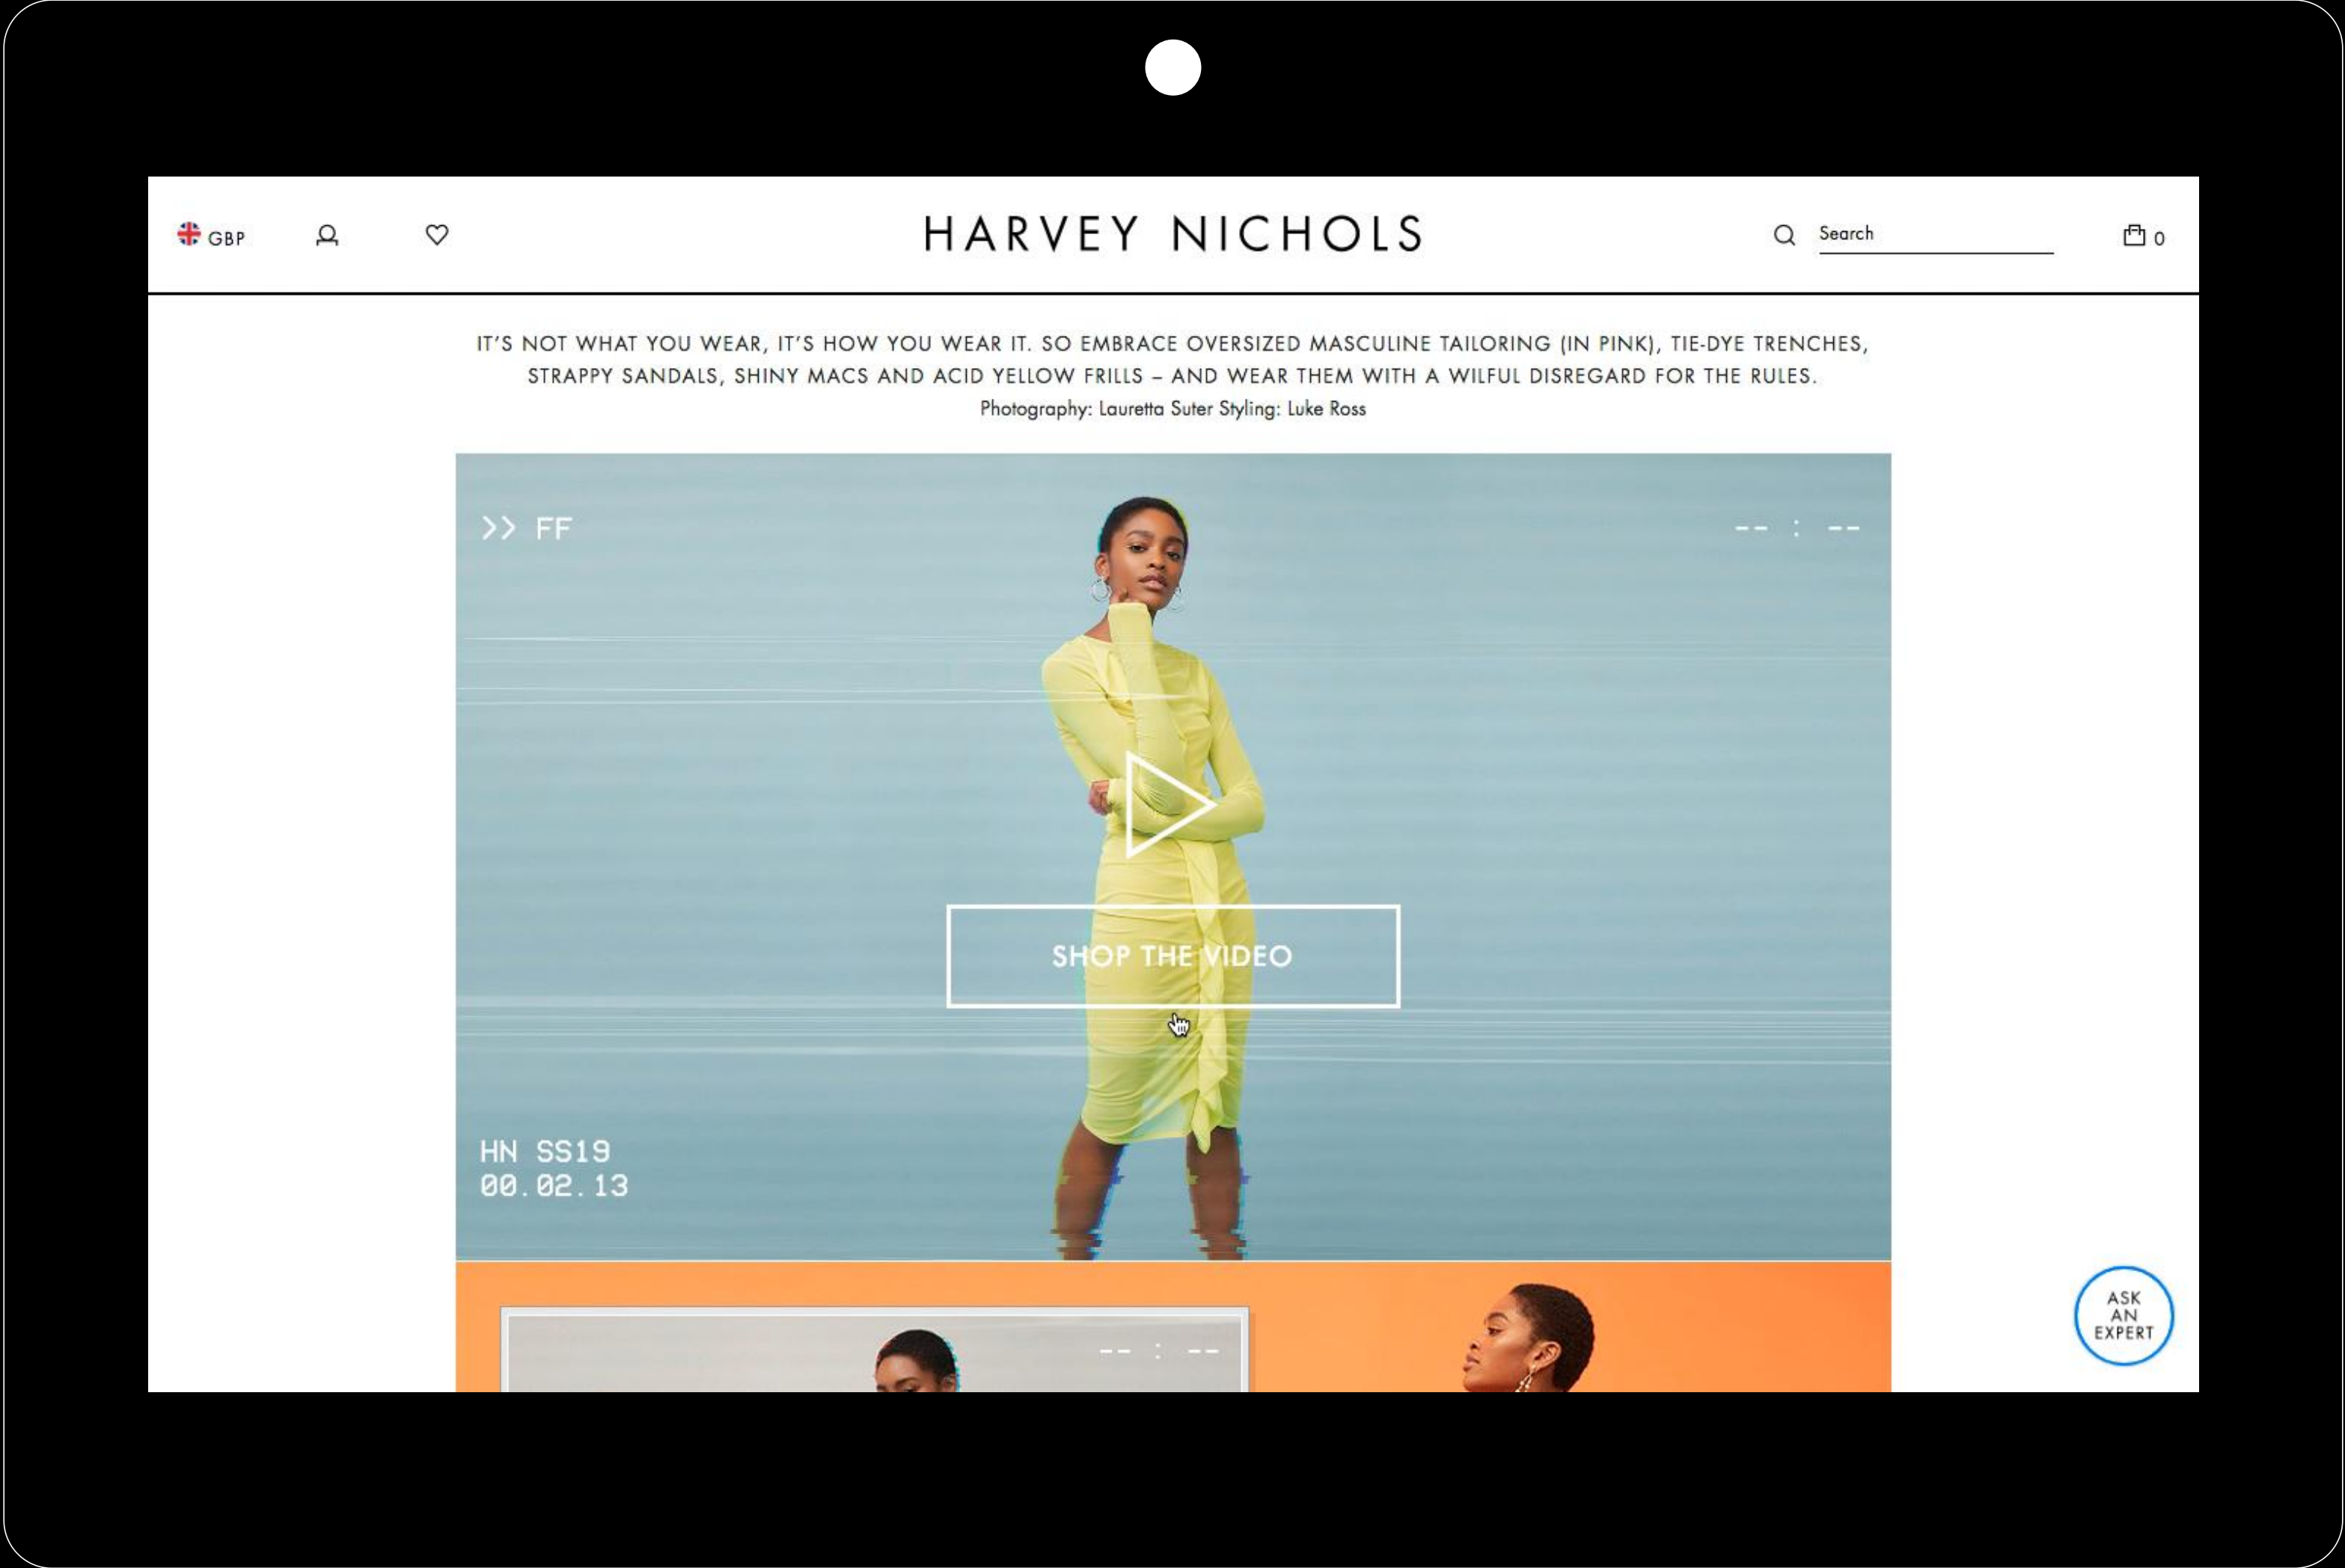 GBP
HARVEY NICHOLS
Search
0
IT'S NOT WHAT YOU WEAR, IT'S HOW YOU WEAR IT. SO EMBRACE OVERSIZED MASCULINE TAILORING (IN PINK), TIE-DYE TRENCHES,
STRAPPY SANDALS, SHINY MACS AND ACID YELLOW FRILLS – AND WEAR THEM WITH A WILFUL DISREGARD FOR THE RULES.
Photography: Lauretta Suter Styling: Luke Ross
>> FF
-- : --
SHOP THE VIDEO
HN SS19
00.02.13
-- : --
ASK
AN
EXPERT